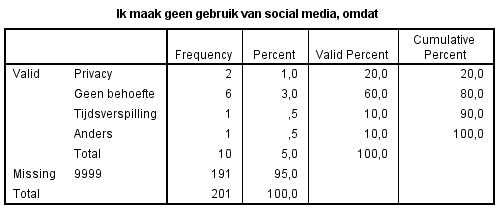 Ik maak geen gebruik van social media, omdat
Frequency Percent Valid Percent Cumulative Percent
Valid Privacy 2 1,0 20,0 20,0
Geen behoefte 6 3,0 60,0 80,0
Tijdsverspilling 1 ,5 10,0 90,0
Anders 1 ,5 10,0 100,0
Total 10 5,0 100,0
Missing 9999 191 95,0
Total 201 100,0